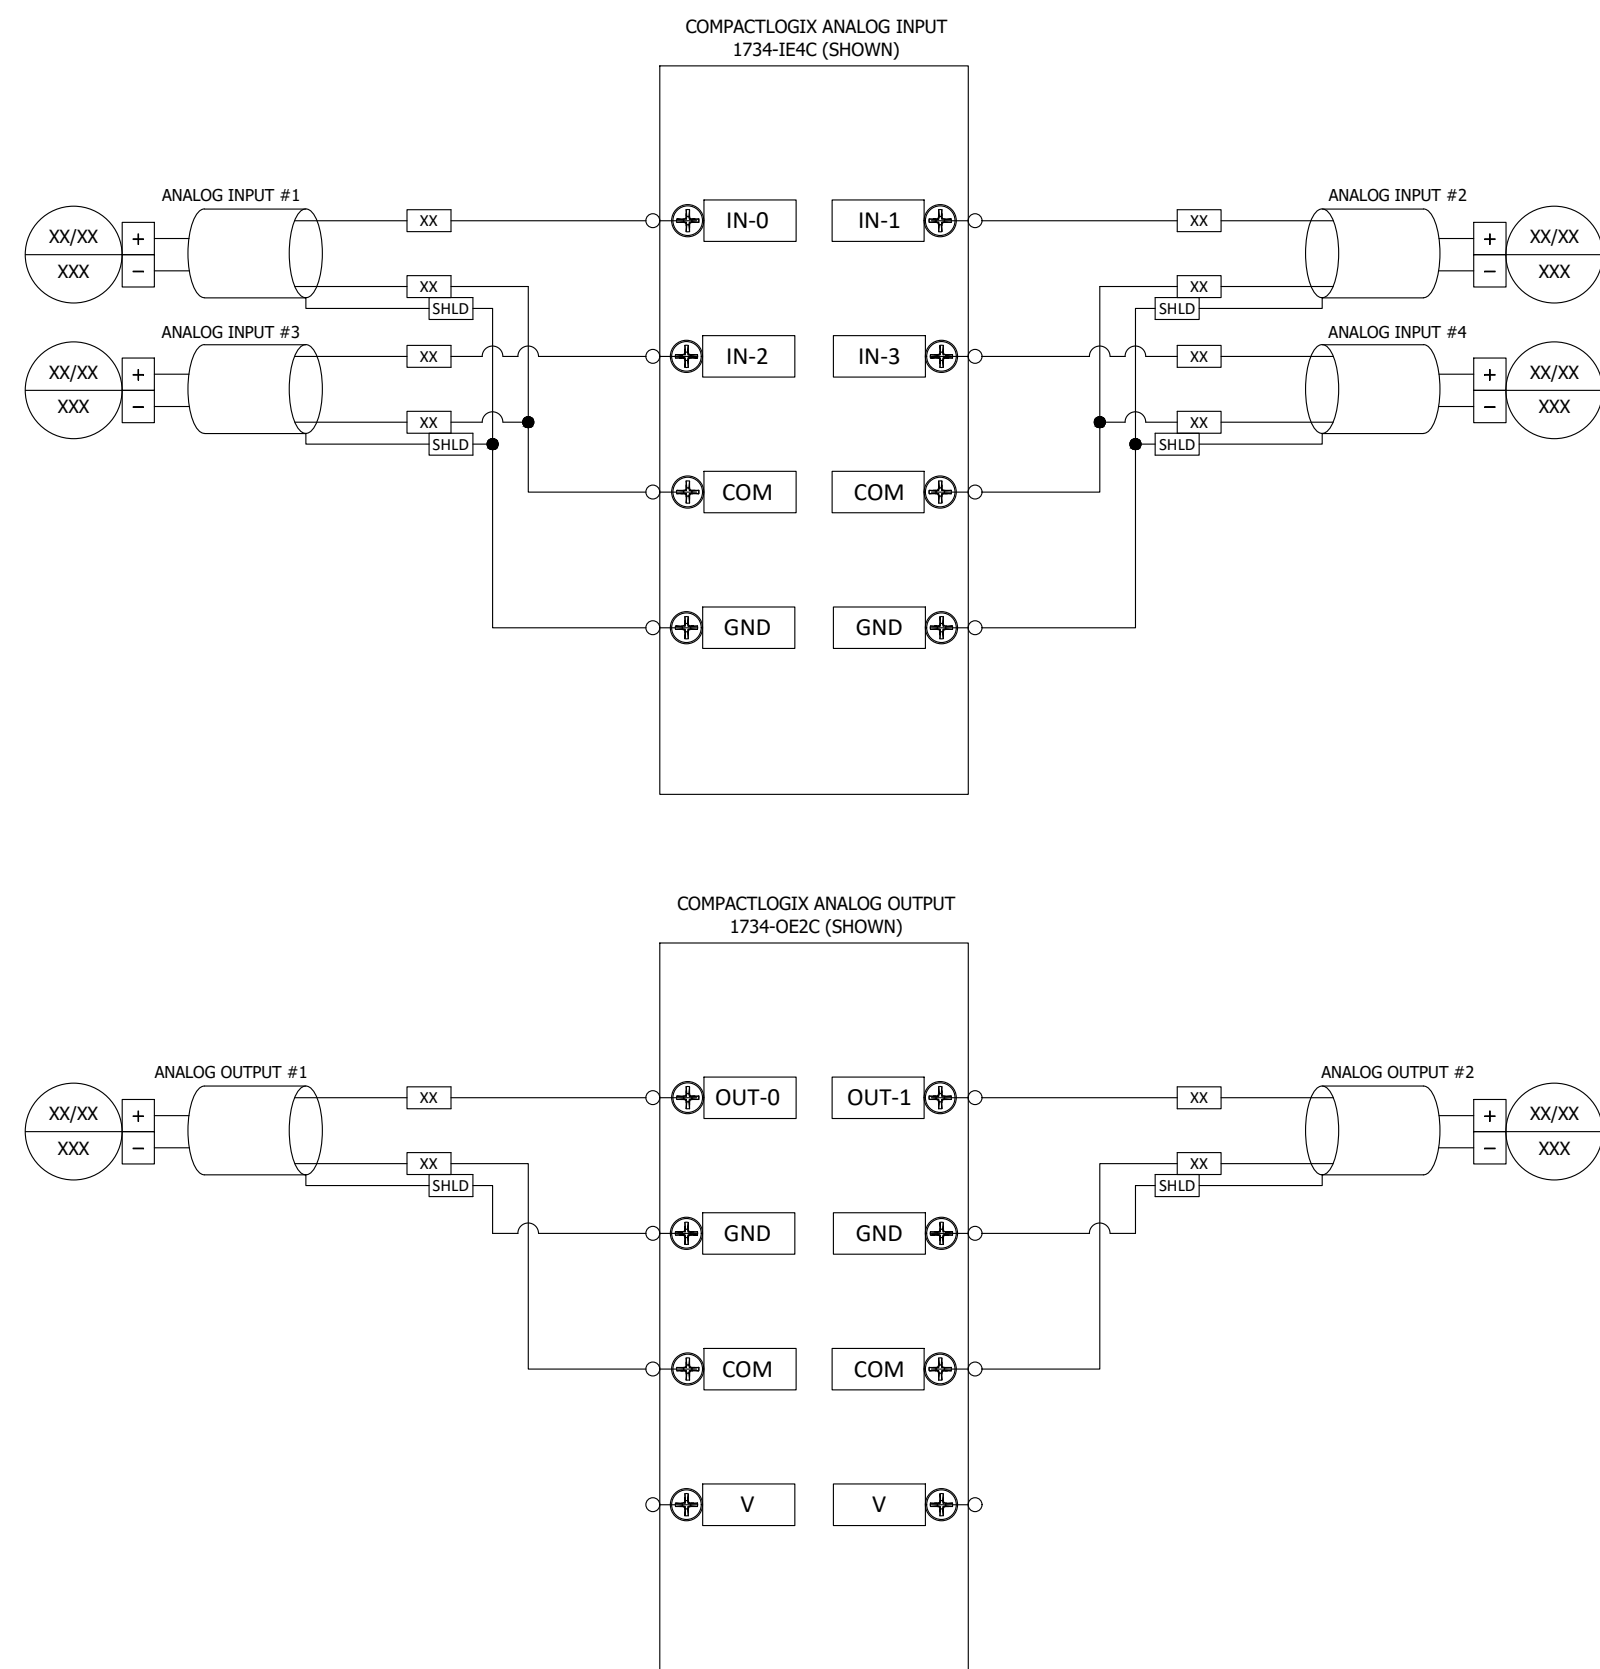 COMPACTLOGIX ANALOG INPUT
1734-IE4C (SHOWN)
ANALOG INPUT #1
XX/XX
XXX
+
−
XX
XX
SHLD
IN-0
IN-1
ANALOG INPUT #2
XX
XX
SHLD
+
−
XX/XX
XXX
ANALOG INPUT #3
XX/XX
XXX
+
−
XX
XX
SHLD
IN-2
IN-3
ANALOG INPUT #4
XX
XX
SHLD
+
−
XX/XX
XXX
COM
COM
GND
GND
COMPACTLOGIX ANALOG OUTPUT
1734-OE2C (SHOWN)
ANALOG OUTPUT #1
XX/XX
XXX
+
−
XX
XX
SHLD
OUT-0
OUT-1
ANALOG OUTPUT #2
XX
XX
SHLD
+
−
XX/XX
XXX
GND
GND
COM
COM
V
V